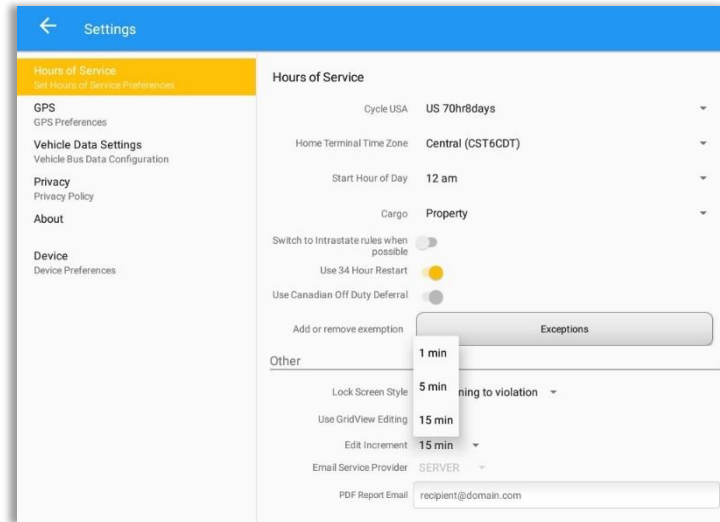 Settings
Hours of Service
Set Hours of Service Preferences
GPS
GPS Preferences
Vehicle Data Settings
Vehicle Bus Data Configuration
Privacy
Privacy Policy
About
Device
Device Preferences
Hours of Service
Cycle USA US 70hr8days
Home Terminal Time Zone Central (CST6CDT)
Start Hour of Day 12 am
Cargo Property
Switch to Intrastate rules when
possible
Use 34 Hour Restart
Use Canadian Off Duty Deferral
Add or remove exemption Exceptions
1 min
Other
5 min
Lock Screen Style ning to violation
Use GridView Editing 15 min
Edit Increment 15 min
Email Service Provider SERVER
PDF Report Email recipient@domain.com